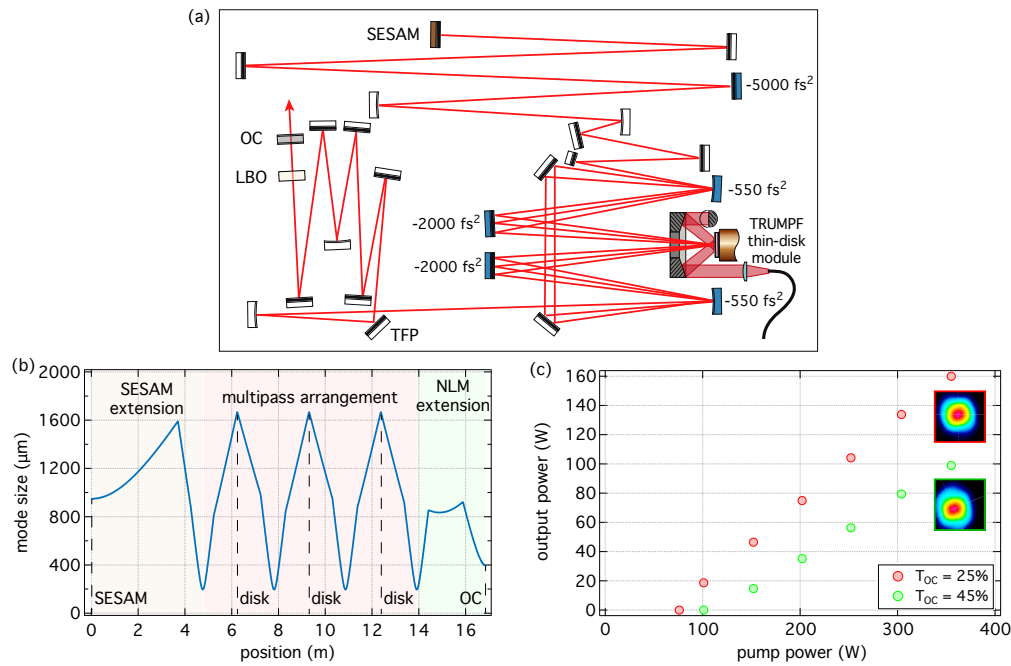 (a)
SESAM
-5000 fs²
OC
LBO
-550 fs²
-2000 fs²
TRUMPF
thin-disk
module
-2000 fs²
-550 fs²
TFP
(b)
2000
1600
1200
800
400
0
mode size (µm)
SESAM
extension
multipass arrangement
NLM
extension
SESAM
disk
disk
disk
OC
0 2 4 6 8 10 12 14 16
position (m)
(c)
160
140
120
100
80
60
40
20
0
output power (W)
T_OC = 25%
T_OC = 45%
0 100 200 300 400
pump power (W)